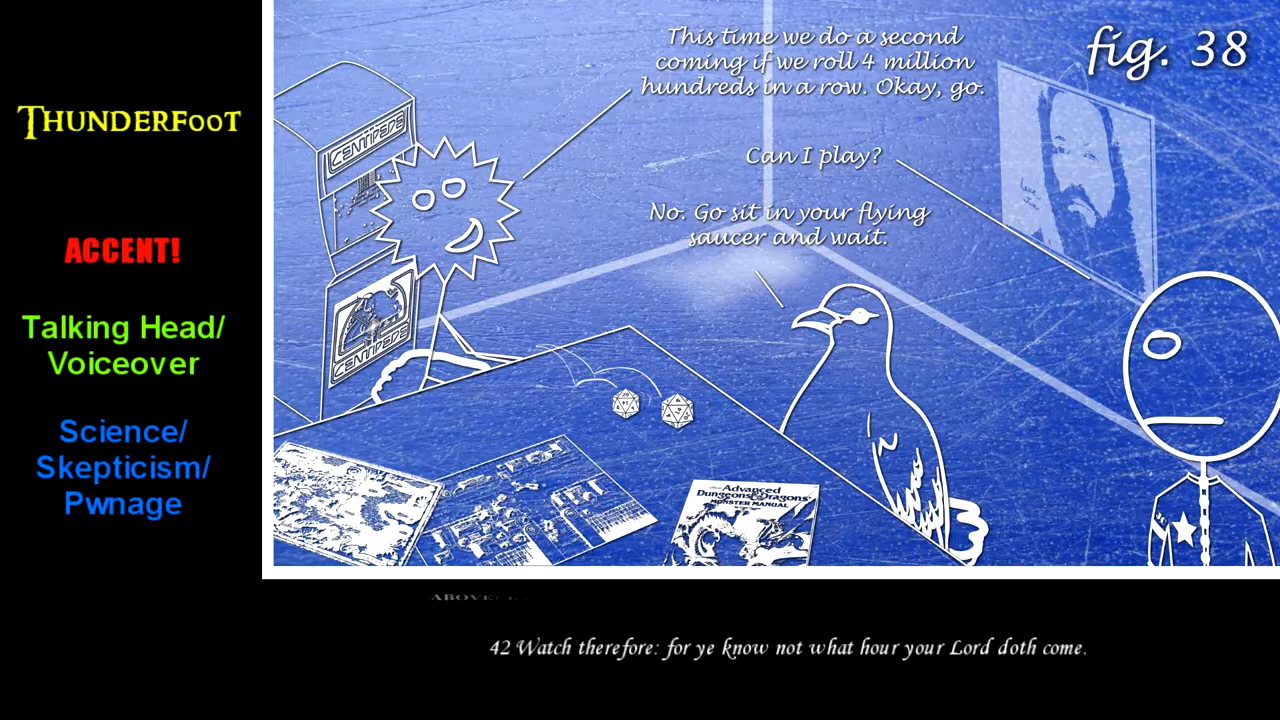 THUNDERFOOT
ACCENT!
Talking Head/
Voiceover
Science/
Skepticism/
Pwnage
fig. 38
This time we do a second
coming if we roll 4 million
hundreds in a row. Okay, go.
Can I play?
No. Go sit in your flying
saucer and wait.
CENTIPEDE
CENTIPEDE
Advanced
Dungeons & Dragons
MONSTER MANUAL
ABOVE:
42 Watch therefore: for ye know not what hour your Lord doth come.